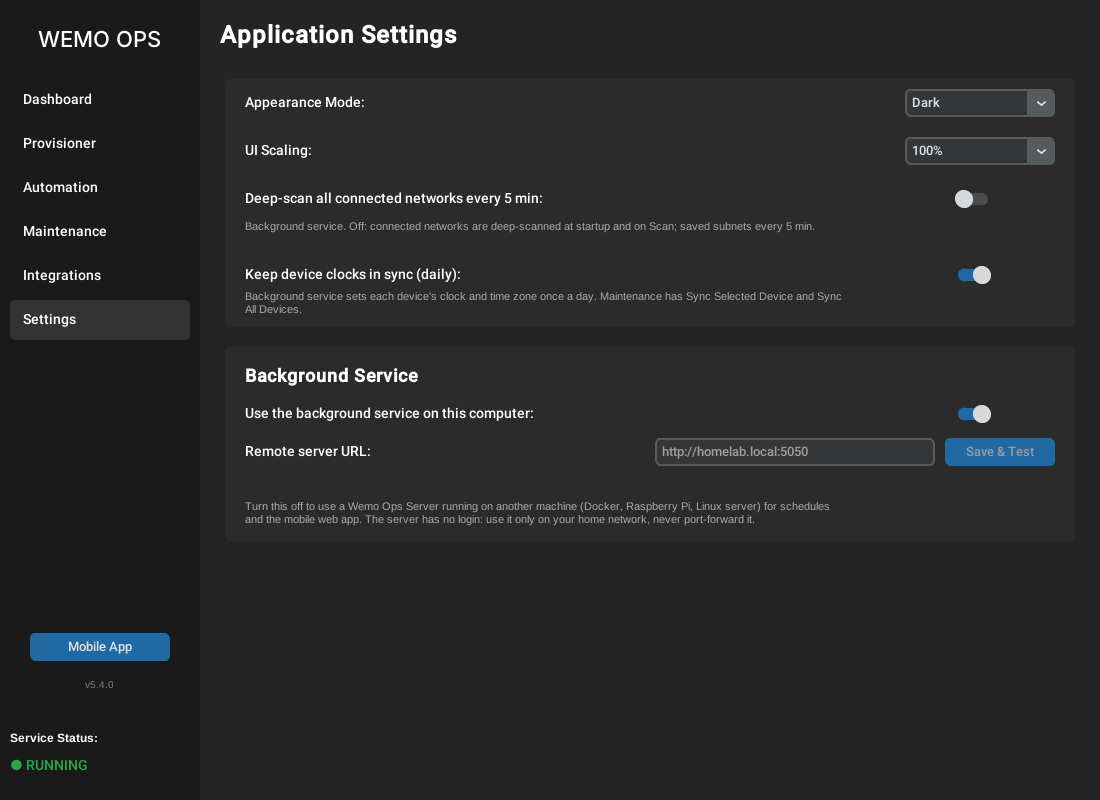 WEMO OPS
Dashboard
Provisioner
Automation
Maintenance
Integrations
Settings
Mobile App
v5.4.0
Service Status:
RUNNING
Application Settings
Appearance Mode:
Dark
UI Scaling:
100%
Deep-scan all connected networks every 5 min:
Background service. Off: connected networks are deep-scanned at startup and on Scan; saved subnets every 5 min.
Keep device clocks in sync (daily):
Background service sets each device's clock and time zone once a day. Maintenance has Sync Selected Device and Sync
All Devices.
Background Service
Use the background service on this computer:
Remote server URL:
http://homelab.local:5050
Save & Test
Turn this off to use a Wemo Ops Server running on another machine (Docker, Raspberry Pi, Linux server) for schedules
and the mobile web app. The server has no login: use it only on your home network, never port-forward it.